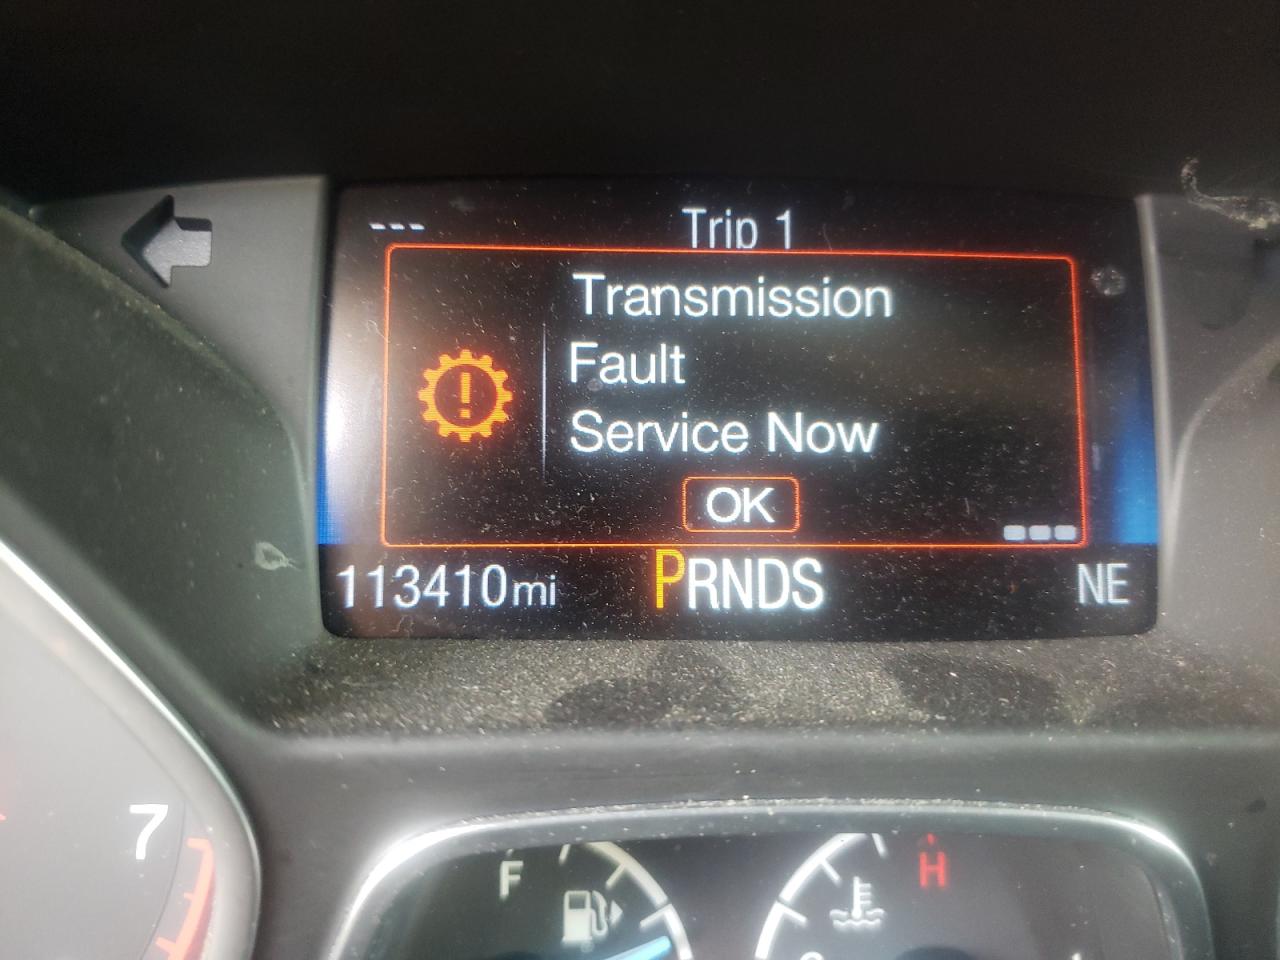 --- Trip 1
Transmission
Fault
Service Now
OK
113410mi PRNDS NE
7
F
H